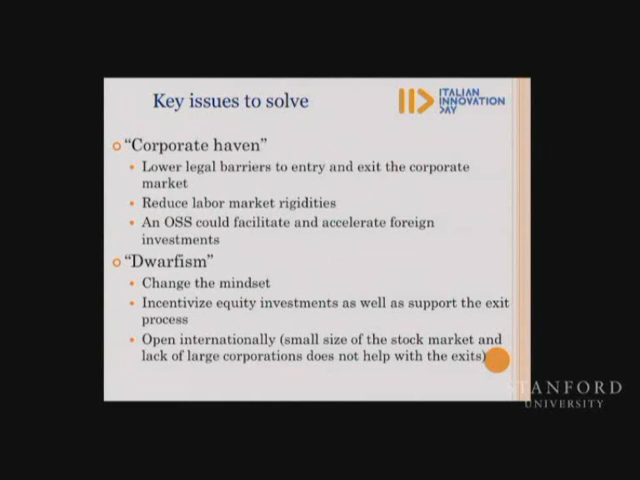 Key issues to solve
ITALIAN
INNOVATION
DAY
"Corporate haven"
Lower legal barriers to entry and exit the corporate
market
Reduce labor market rigidities
An OSS could facilitate and accelerate foreign
investments
"Dwarfism"
Change the mindset
Incentivize equity investments as well as support the exit
process
Open internationally (small size of the stock market and
lack of large corporations does not help with the exits)
STANFORD
UNIVERSITY